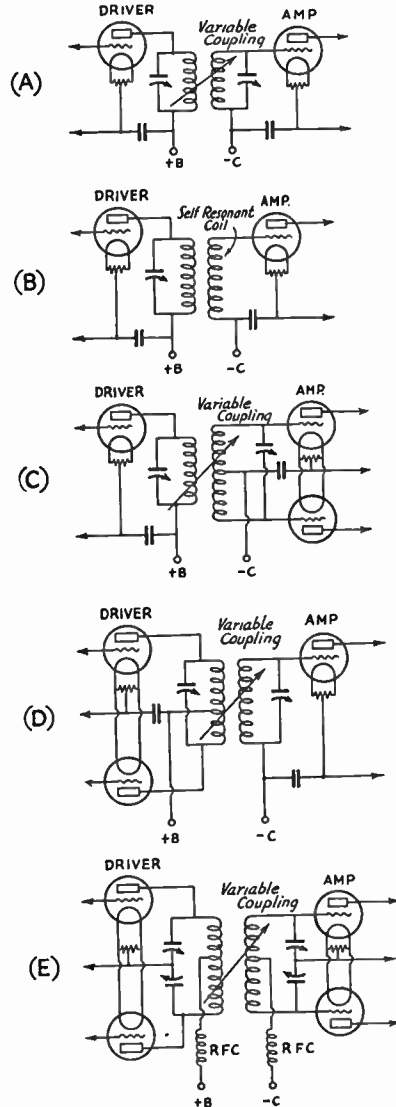 DRIVER
Variable
Coupling
AMP
(A)
+B
-C
DRIVER
Self Resonant
Coil
AMP.
(B)
+B
-C
DRIVER
Variable
Coupling
AMP.
(C)
+B
-C
DRIVER
Variable
Coupling
AMP
(D)
+B
-C
DRIVER
Variable
Coupling
AMP
(E)
RFC
RFC
+B
-C